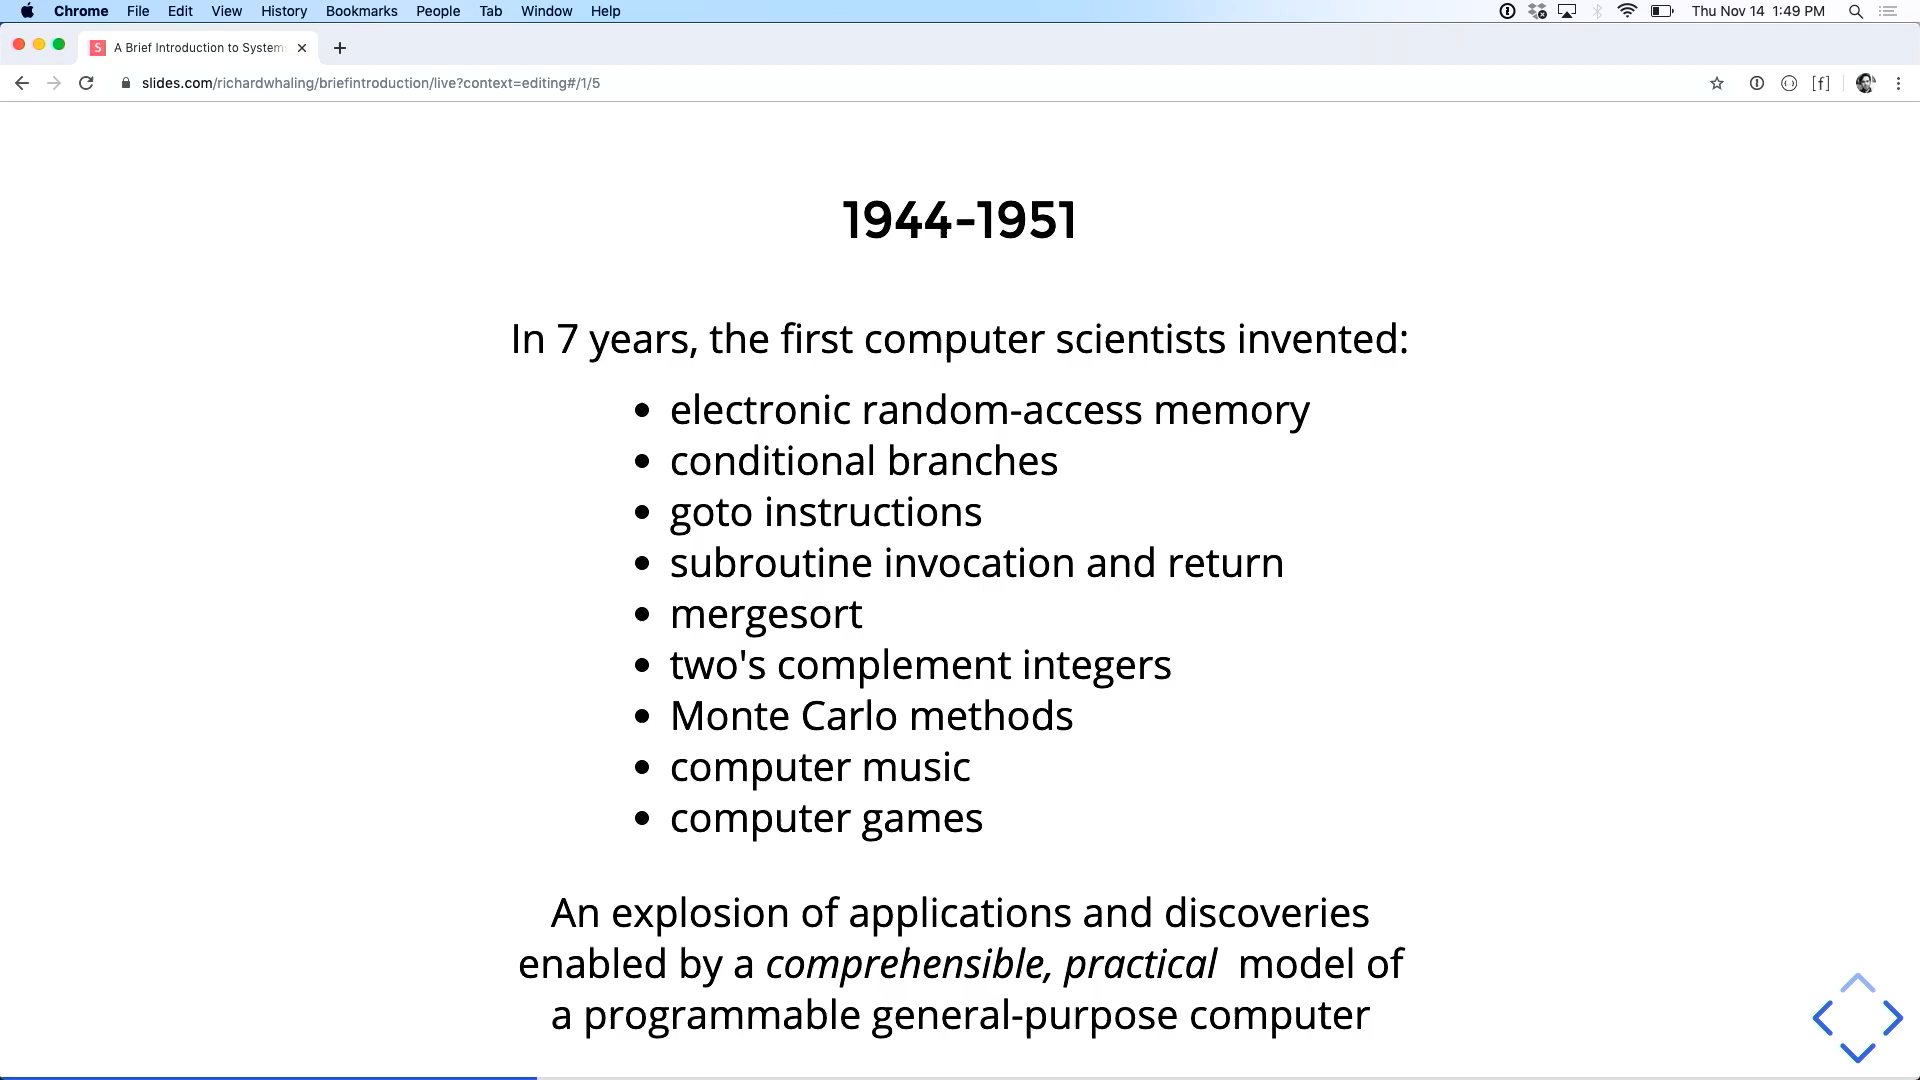 Chrome File Edit View History Bookmarks People Tab Window Help Thu Nov 14 1:49 PM
S A Brief Introduction to System
slides.com/richardwhaling/briefintroduction/live?context=editing#/1/5 [f]
1944-1951
In 7 years, the first computer scientists invented:
• electronic random-access memory
• conditional branches
• goto instructions
• subroutine invocation and return
• mergesort
• two's complement integers
• Monte Carlo methods
• computer music
• computer games
An explosion of applications and discoveries
enabled by a comprehensible, practical model of
a programmable general-purpose computer